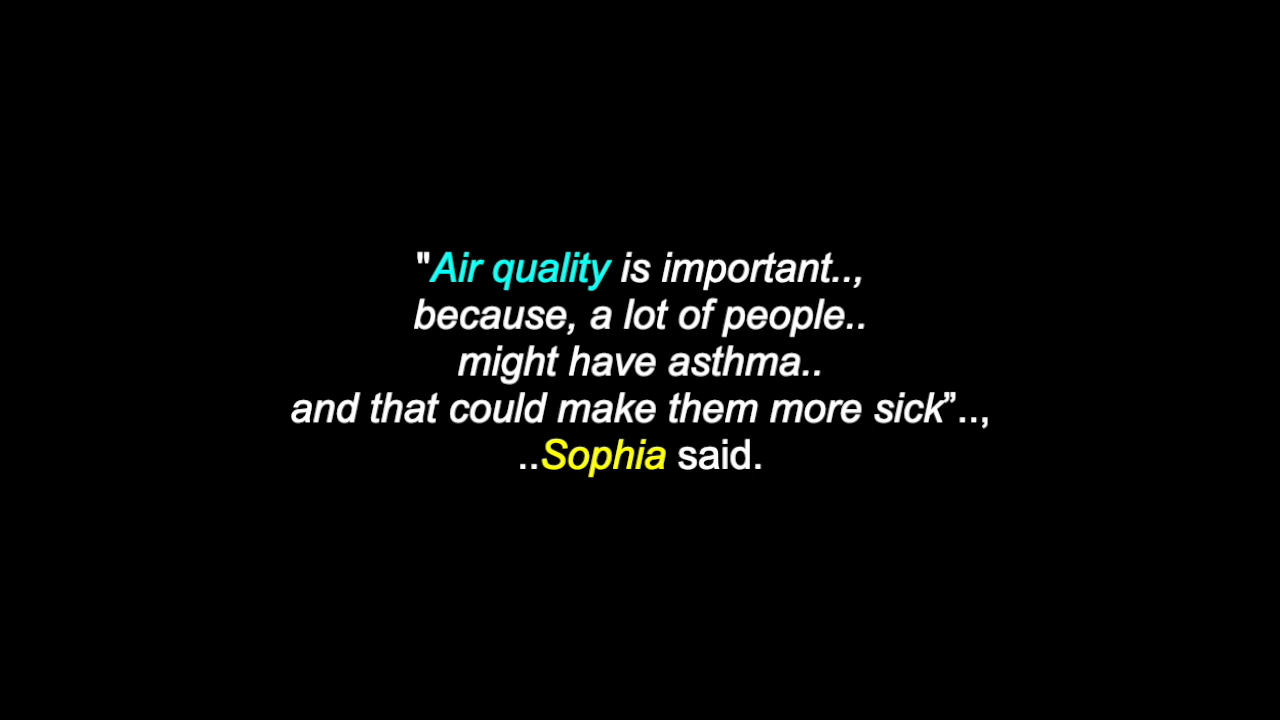 "Air quality is important..,
because, a lot of people..
might have asthma..
and that could make them more sick”..,
..Sophia said.